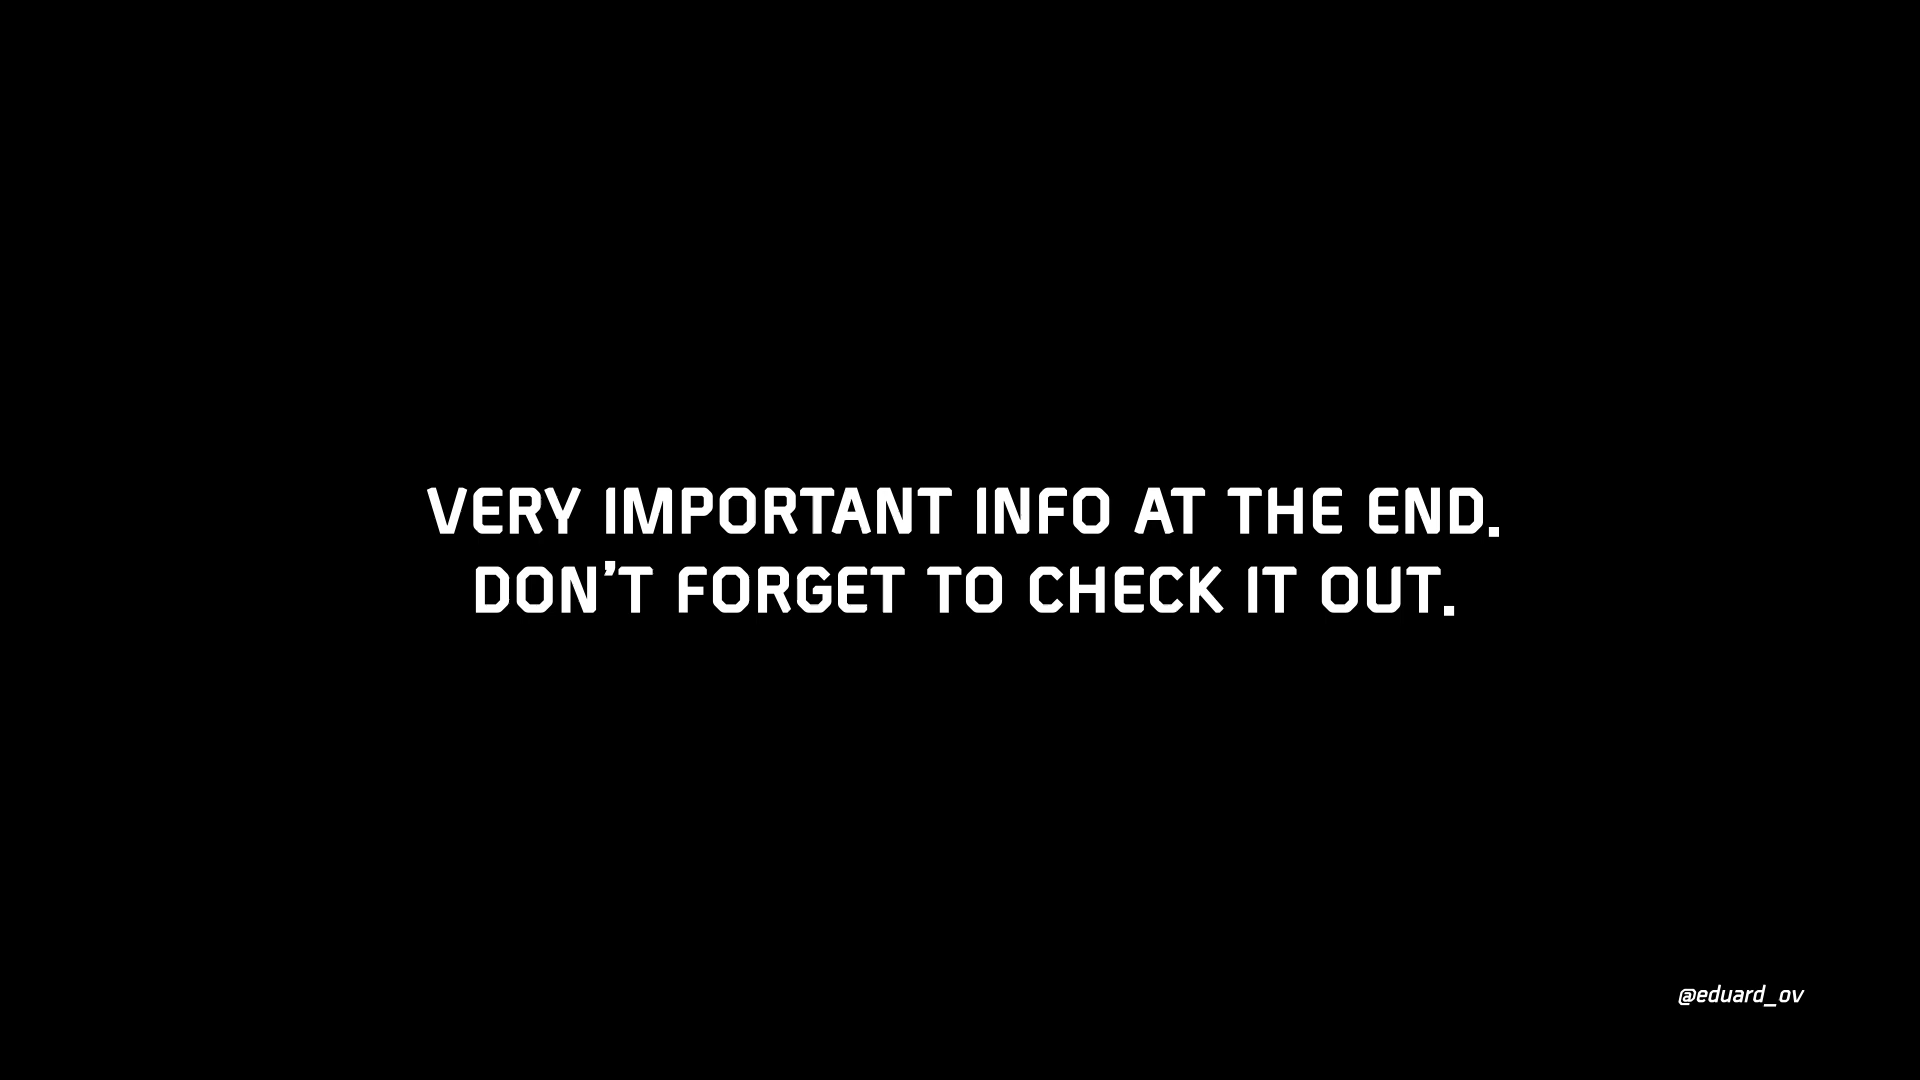 VERY IMPORTANT INFO AT THE END.
DON'T FORGET TO CHECK IT OUT.
@eduard_ov